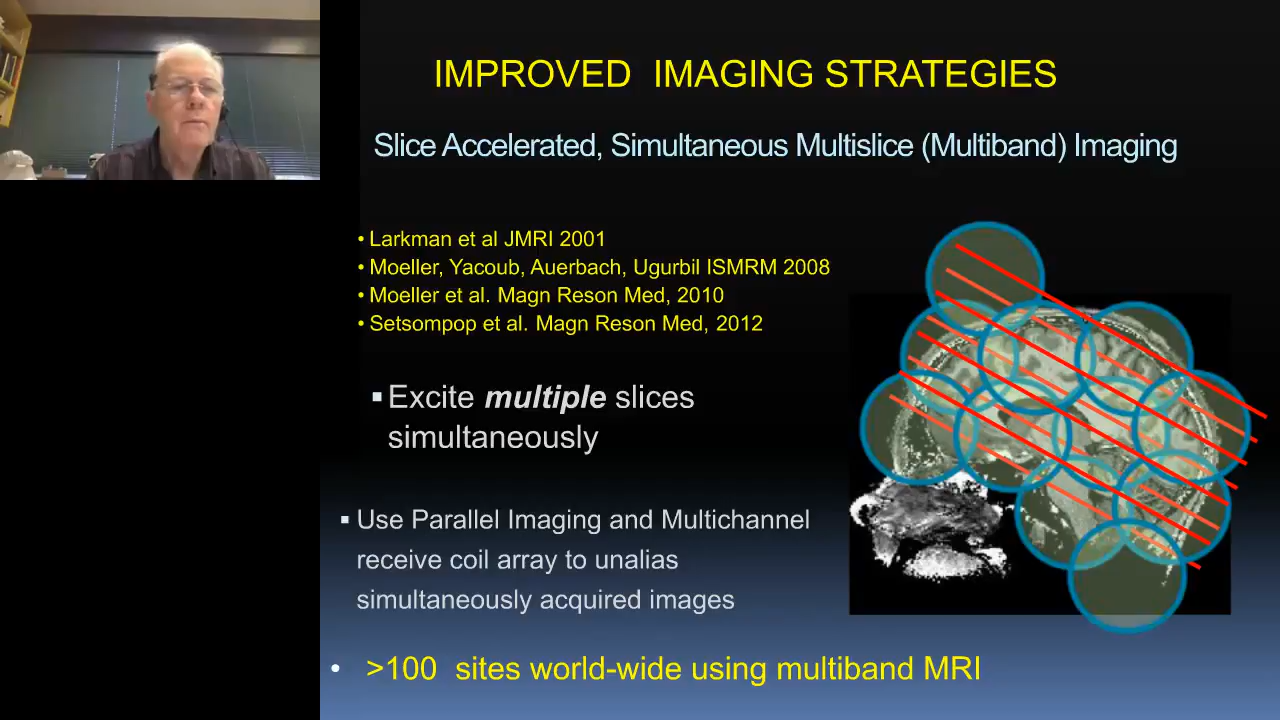 IMPROVED IMAGING STRATEGIES
Slice Accelerated, Simultaneous Multislice (Multiband) Imaging
• Larkman et al JMRI 2001
• Moeller, Yacoub, Auerbach, Ugurbil ISMRM 2008
• Moeller et al. Magn Reson Med, 2010
• Setsompop et al. Magn Reson Med, 2012
▪ Excite multiple slices
simultaneously
▪ Use Parallel Imaging and Multichannel
receive coil array to unalias
simultaneously acquired images
• >100 sites world-wide using multiband MRI